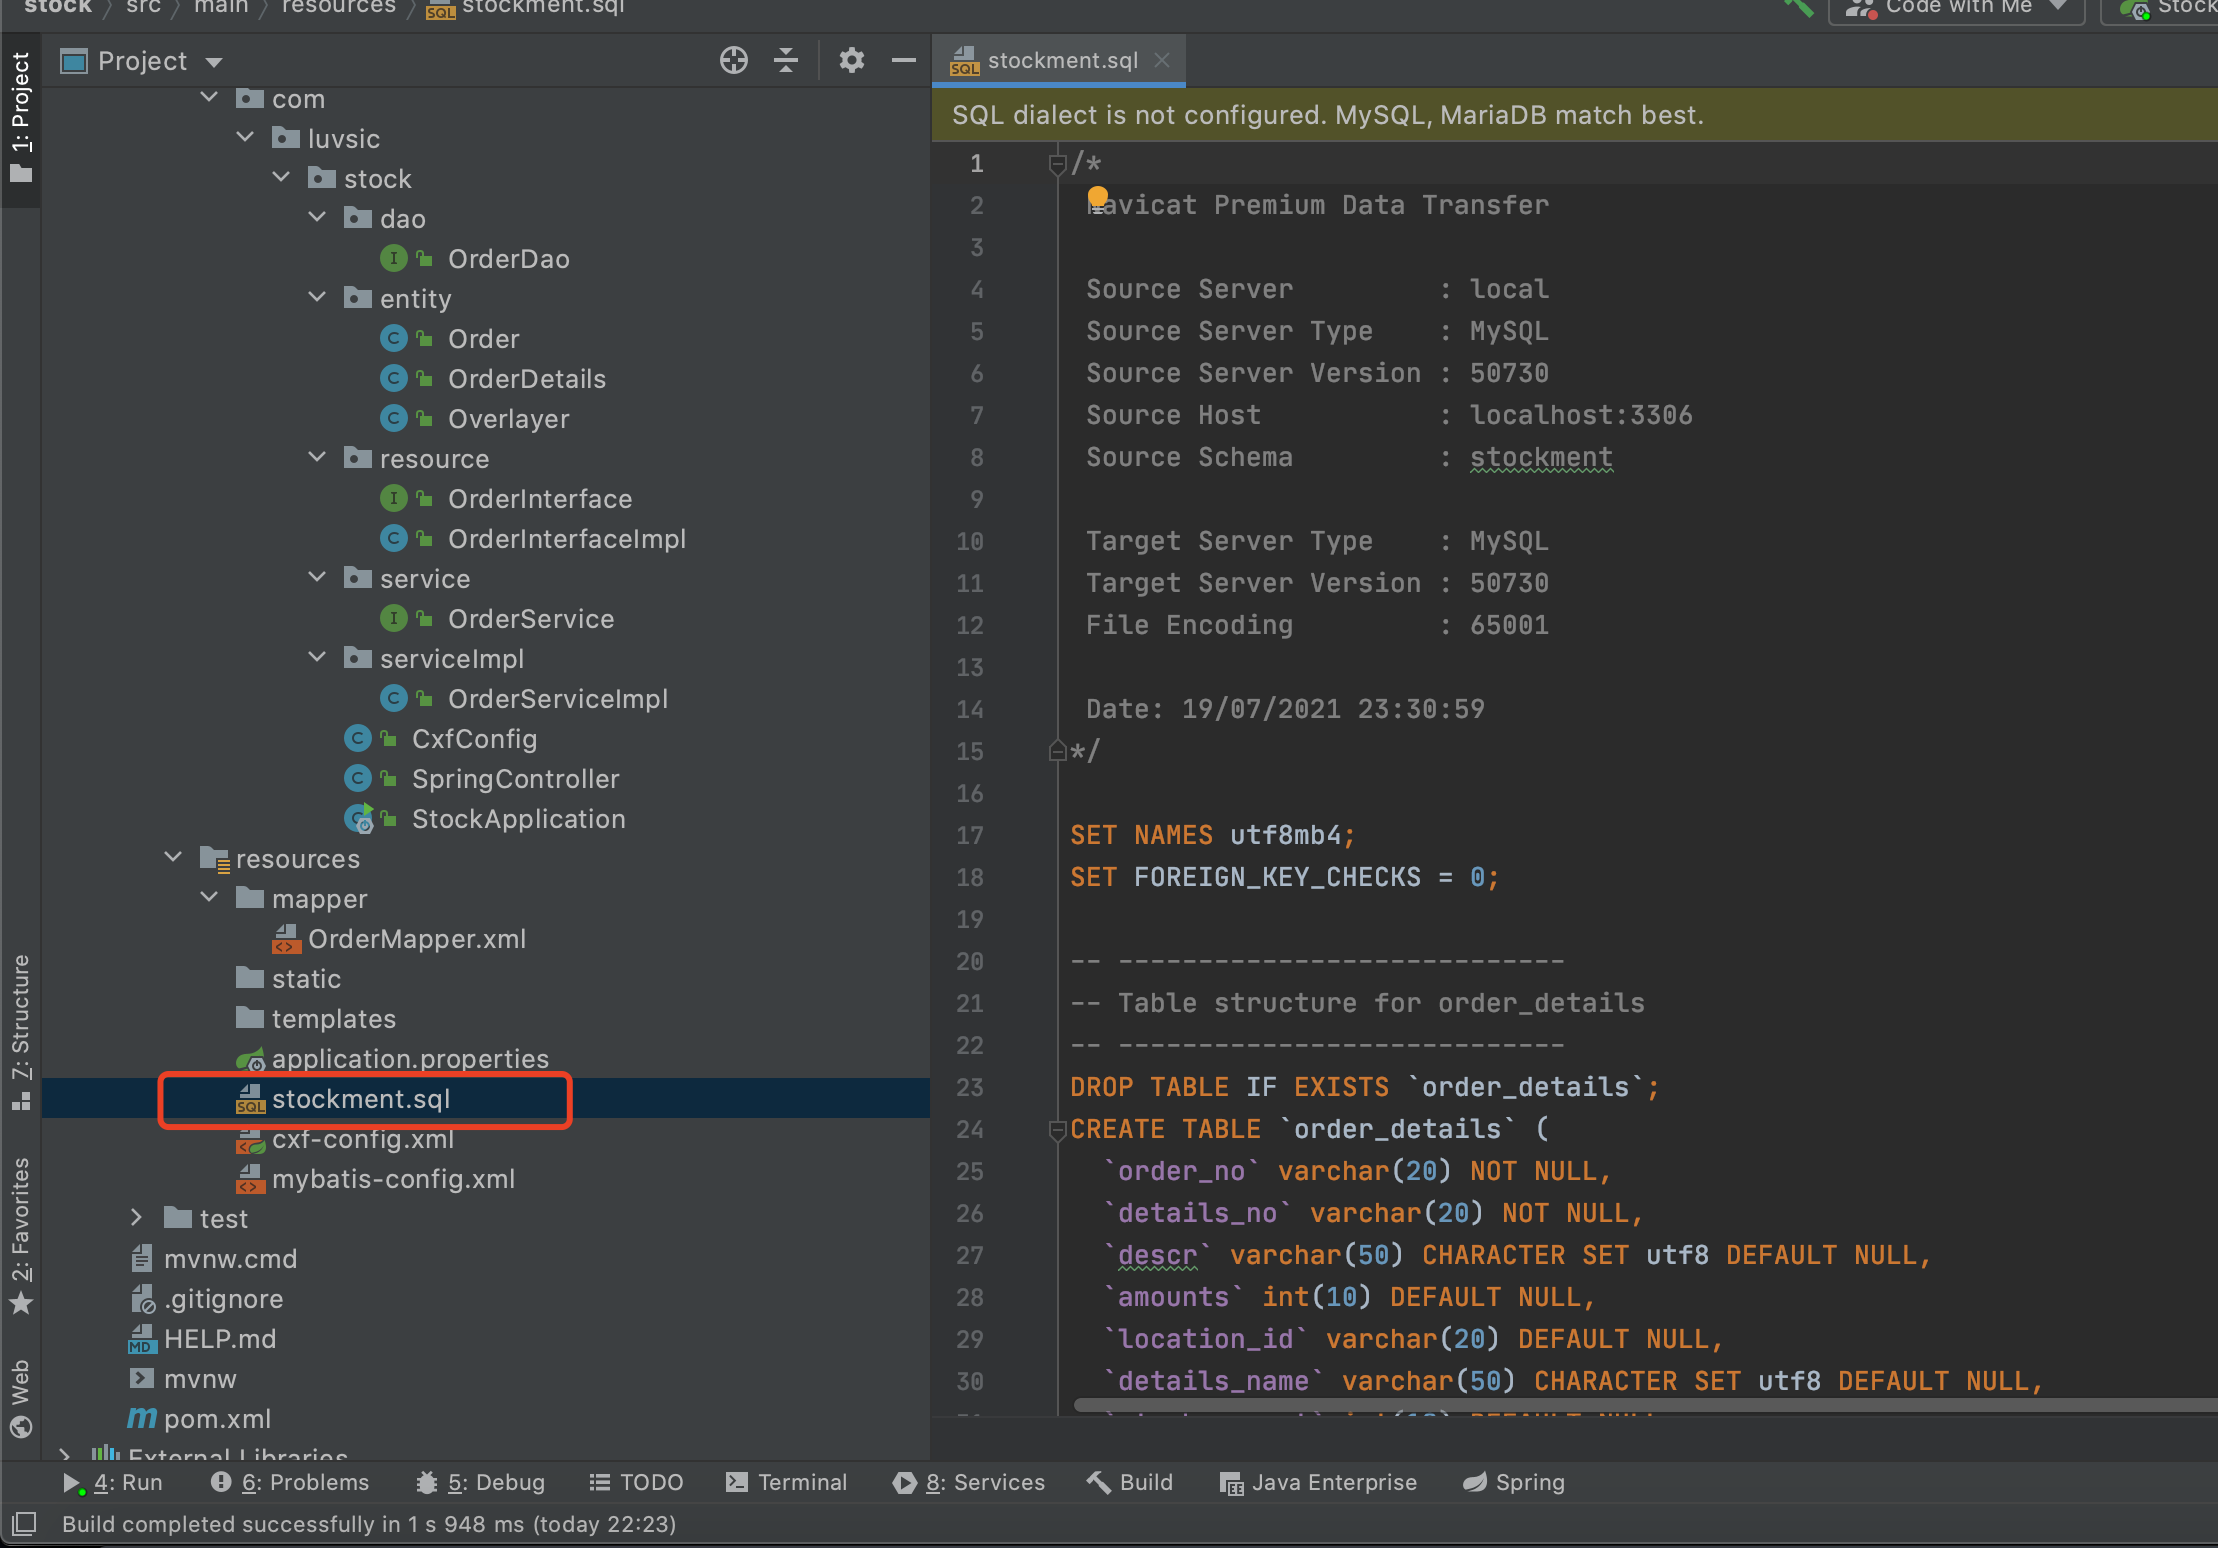 stock
src
main
resources
stockment.sql
Code with Me
Project
stockment.sql
1: Project
SQL dialect is not configured. MySQL, MariaDB match best.
com
luvsic
stock
dao
OrderDao
entity
Order
OrderDetails
Overlayer
resource
OrderInterface
OrderInterfaceImpl
service
OrderService
serviceImpl
OrderServiceImpl
CxfConfig
SpringController
StockApplication
resources
mapper
OrderMapper.xml
static
templates
application.properties
stockment.sql
cxf-config.xml
mybatis-config.xml
test
mvnw.cmd
.gitignore
HELP.md
mvnw
pom.xml
External Libraries
7: Structure
2: Favorites
Web
1 /*
2 Navicat Premium Data Transfer
3
4 Source Server : local
5 Source Server Type : MySQL
6 Source Server Version : 50730
7 Source Host : localhost:3306
8 Source Schema : stockment
9
10 Target Server Type : MySQL
11 Target Server Version : 50730
12 File Encoding : 65001
13
14 Date: 19/07/2021 23:30:59
15 */
16
17 SET NAMES utf8mb4;
18 SET FOREIGN_KEY_CHECKS = 0;
19
20 -- ----------------------------
21 -- Table structure for order_details
22 -- ----------------------------
23 DROP TABLE IF EXISTS `order_details`;
24 CREATE TABLE `order_details` (
25 `order_no` varchar(20) NOT NULL,
26 `details_no` varchar(20) NOT NULL,
27 `descr` varchar(50) CHARACTER SET utf8 DEFAULT NULL,
28 `amounts` int(10) DEFAULT NULL,
29 `location_id` varchar(20) DEFAULT NULL,
30 `details_name` varchar(50) CHARACTER SET utf8 DEFAULT NULL,
4: Run
6: Problems
5: Debug
TODO
Terminal
8: Services
Build
Java Enterprise
Spring
Build completed successfully in 1 s 948 ms (today 22:23)